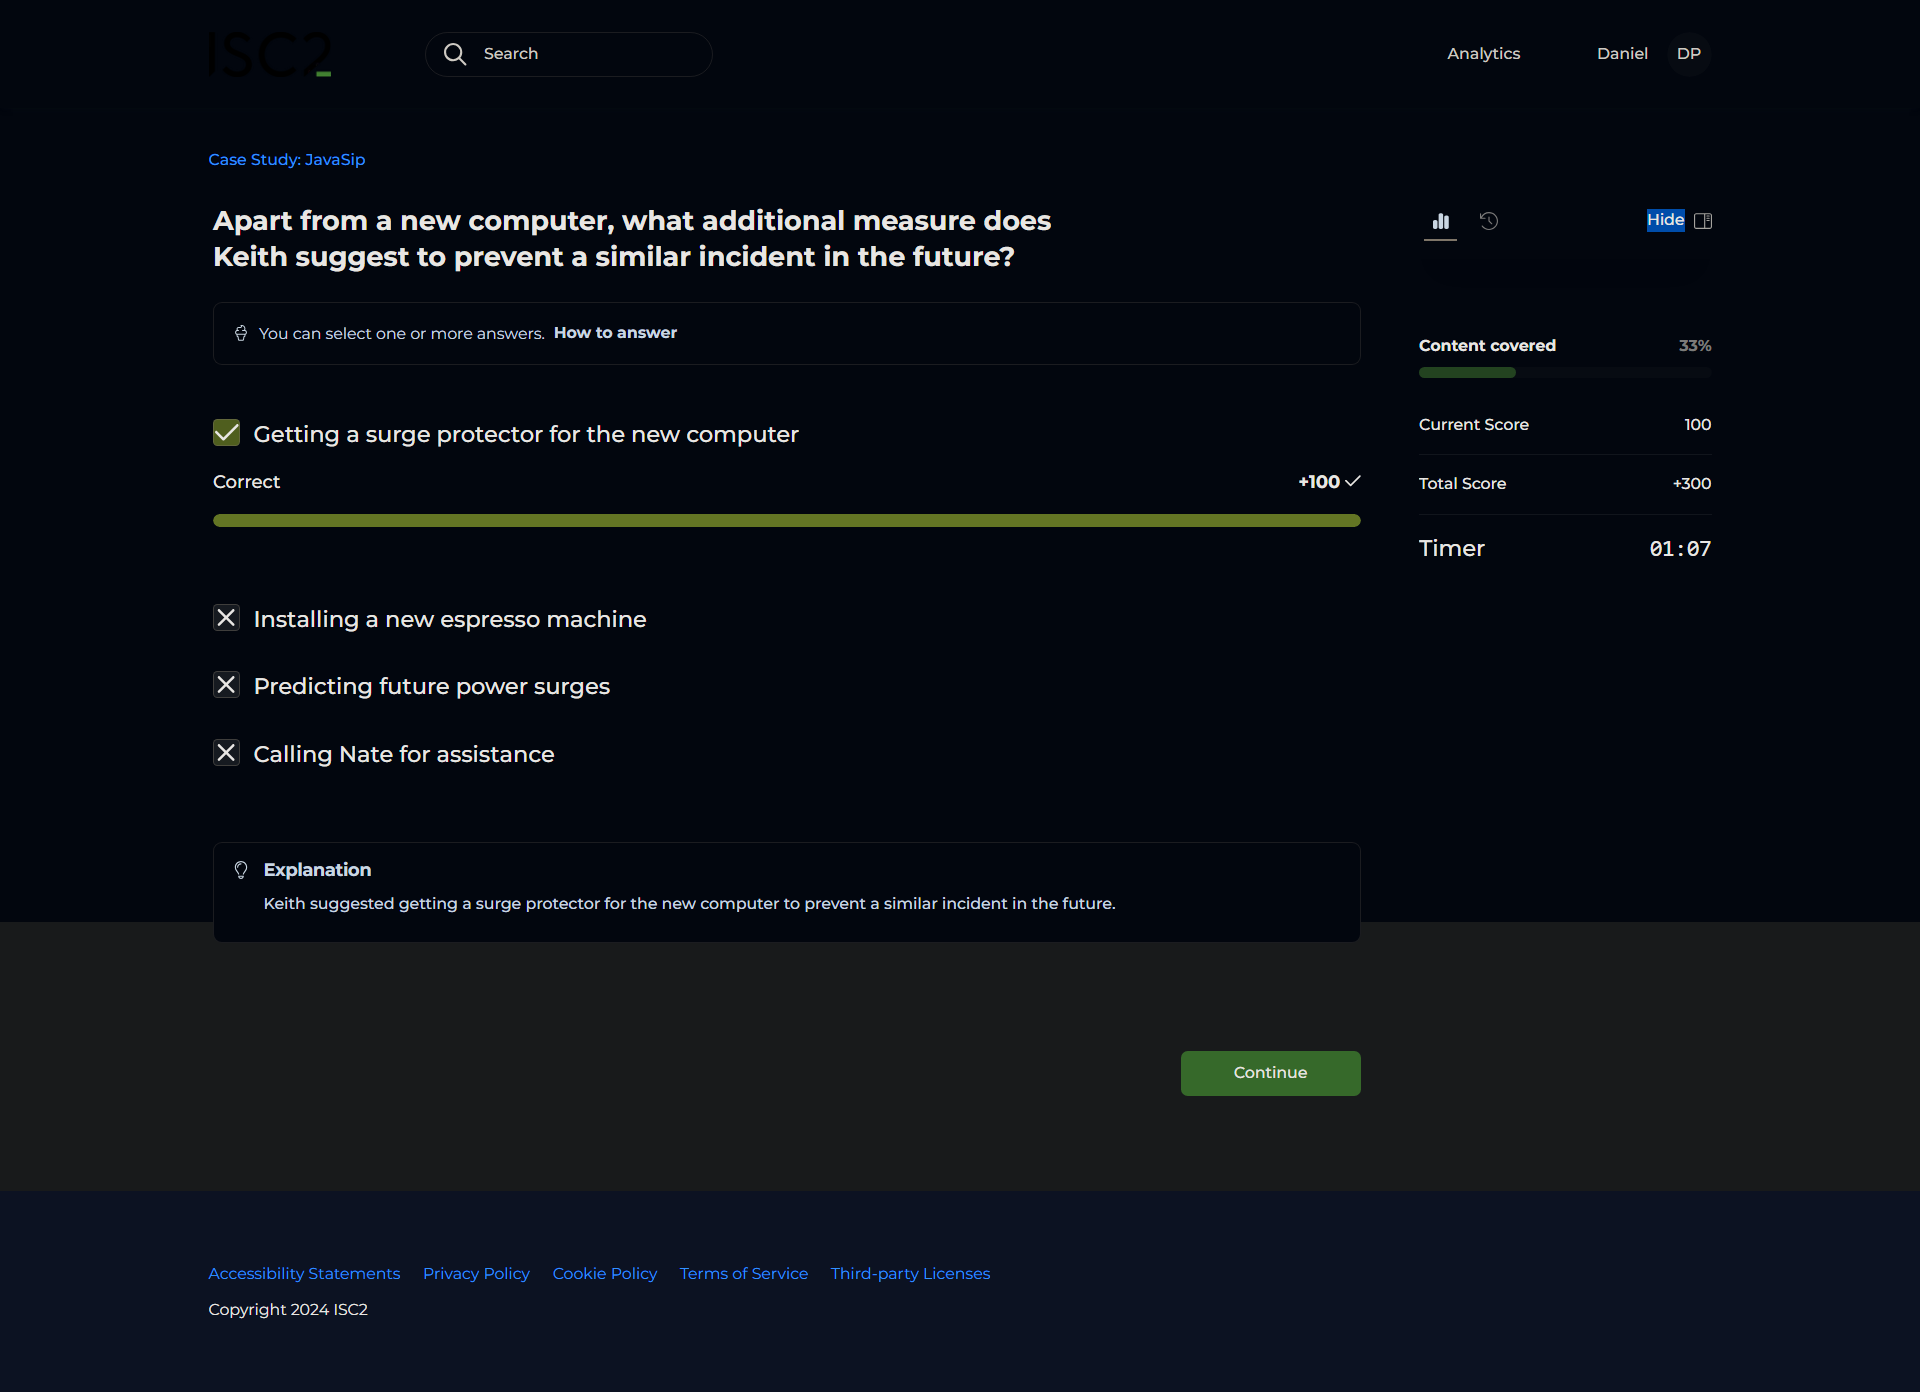 ISC2
Search
Analytics
Daniel
DP
Case Study: JavaSip
Apart from a new computer, what additional measure does
Keith suggest to prevent a similar incident in the future?
Hide
You can select one or more answers. How to answer
Content covered 33%
Getting a surge protector for the new computer
Correct +100
Current Score 100
Total Score +300
Timer 01:07
Installing a new espresso machine
Predicting future power surges
Calling Nate for assistance
Explanation
Keith suggested getting a surge protector for the new computer to prevent a similar incident in the future.
Continue
Accessibility Statements Privacy Policy Cookie Policy Terms of Service Third-party Licenses
Copyright 2024 ISC2